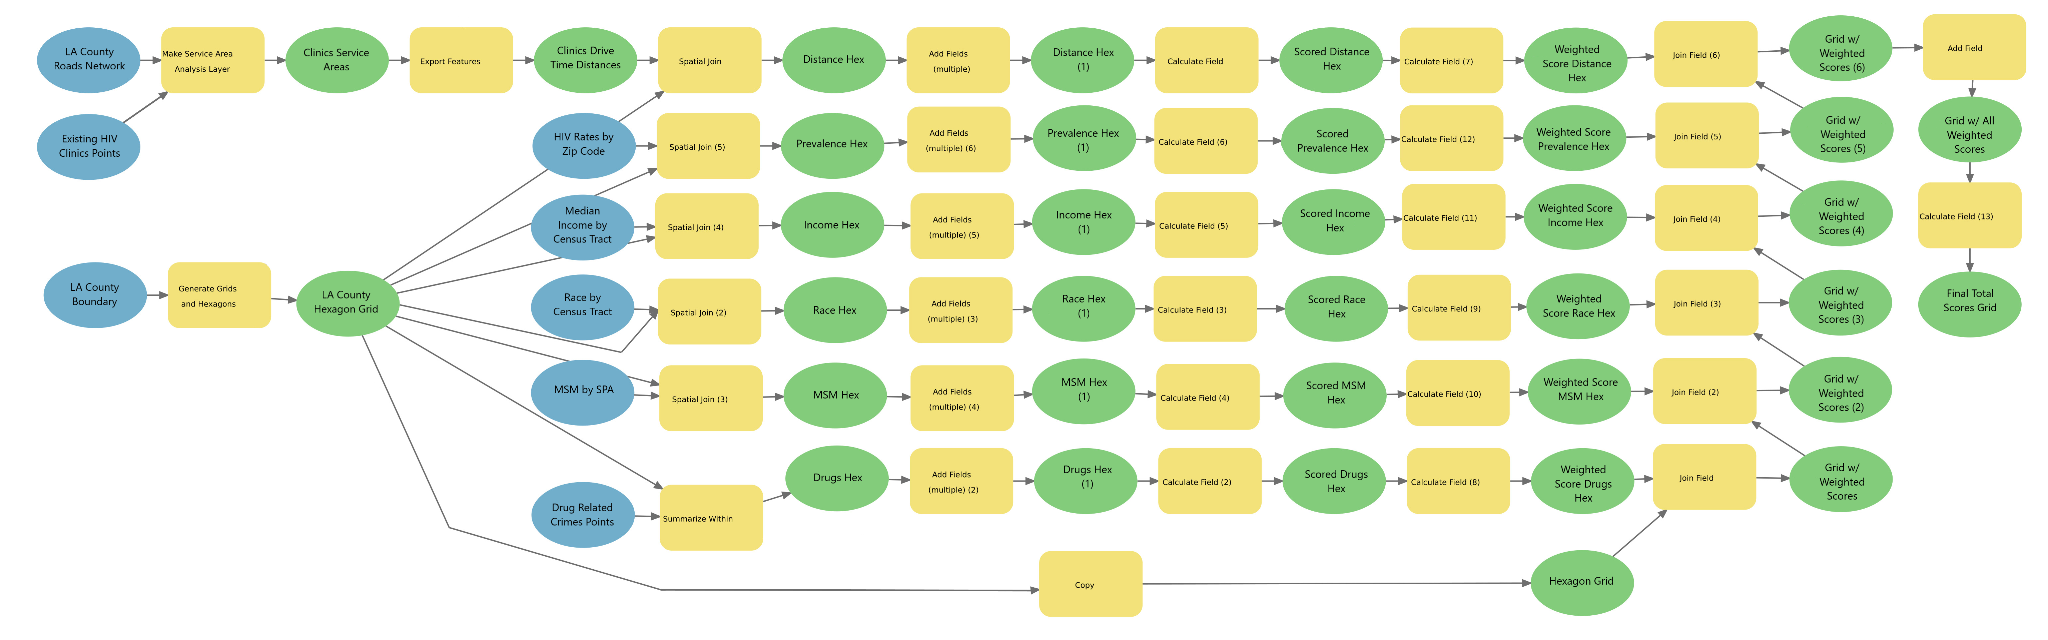 LA County
Roads Network
Make Service Area
Analysis Layer
Clinics Service
Areas
Export Features
Clinics Drive
Time Distances
Spatial Join
Distance Hex
Add Fields
(multiple)
Distance Hex
(1)
Calculate Field
Scored Distance
Hex
Calculate Field (7)
Weighted
Score Distance
Hex
Join Field (6)
Grid w/
Weighted
Scores (6)
Add Field
Existing HIV
Clinics Points
HIV Rates by
Zip Code
Spatial Join (5)
Prevalence Hex
Add Fields
(multiple) (6)
Prevalence Hex
(1)
Calculate Field (6)
Scored
Prevalence Hex
Calculate Field (12)
Weighted Score
Prevalence Hex
Join Field (5)
Grid w/
Weighted
Scores (5)
Grid w/ All
Weighted
Scores
Median
Income by
Census Tract
Spatial Join (4)
Income Hex
Add Fields
(multiple) (5)
Income Hex
(1)
Calculate Field (5)
Scored Income
Hex
Calculate Field (11)
Weighted Score
Income Hex
Join Field (4)
Grid w/
Weighted
Scores (4)
Calculate Field (13)
LA County
Boundary
Generate Grids
and Hexagons
LA County
Hexagon Grid
Race by
Census Tract
Spatial Join (2)
Race Hex
Add Fields
(multiple) (3)
Race Hex
(1)
Calculate Field (3)
Scored Race
Hex
Calculate Field (9)
Weighted
Score Race Hex
Join Field (3)
Grid w/
Weighted
Scores (3)
Final Total
Scores Grid
MSM by SPA
Spatial Join (3)
MSM Hex
Add Fields
(multiple) (4)
MSM Hex
(1)
Calculate Field (4)
Scored MSM
Hex
Calculate Field (10)
Weighted Score
MSM Hex
Join Field (2)
Grid w/
Weighted
Scores (2)
Drug Related
Crimes Points
Summarize Within
Drugs Hex
Add Fields
(multiple) (2)
Drugs Hex
(1)
Calculate Field (2)
Scored Drugs
Hex
Calculate Field (8)
Weighted
Score Drugs
Hex
Join Field
Grid w/
Weighted
Scores
Copy
Hexagon Grid